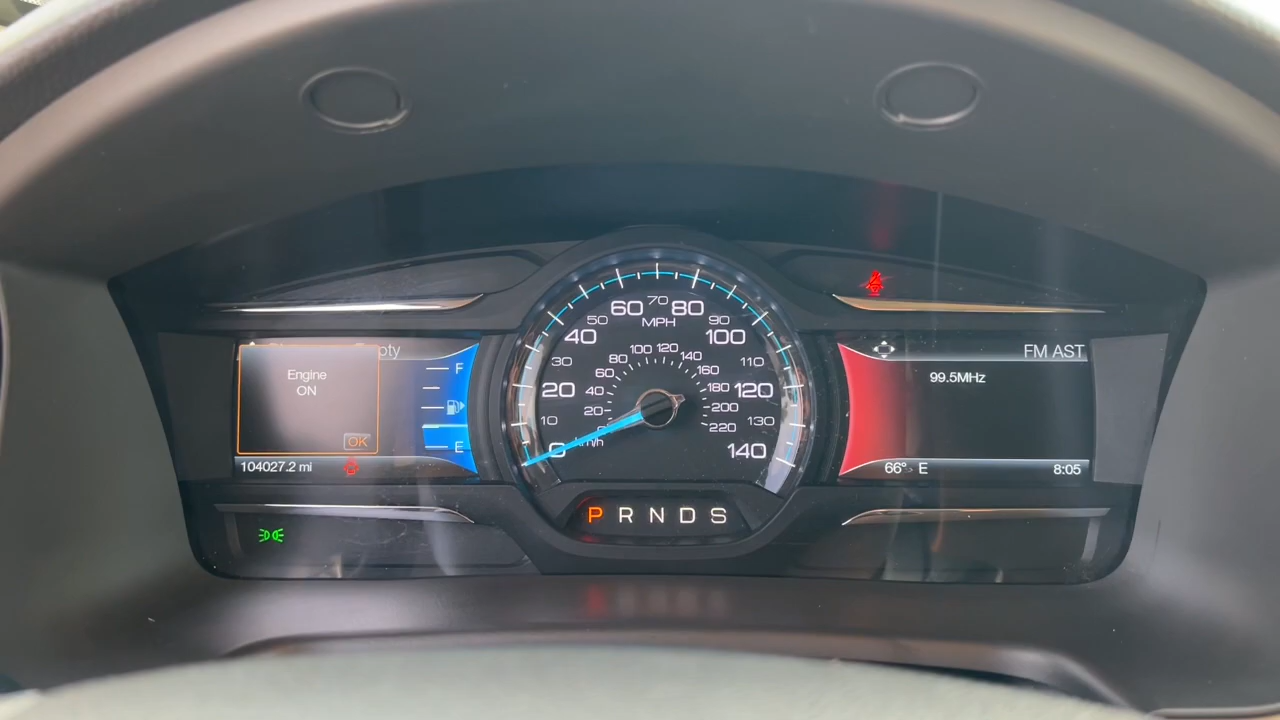 Engine
ON
OK
104027.2 mi
F
E
0
10
20
30
40
50
60
70
80
90
100
110
120
130
140
MPH
20
40
60
80
100
120
140
160
180
200
220
km/h
P R N D S
FM AST
99.5MHz
66° E
8:05